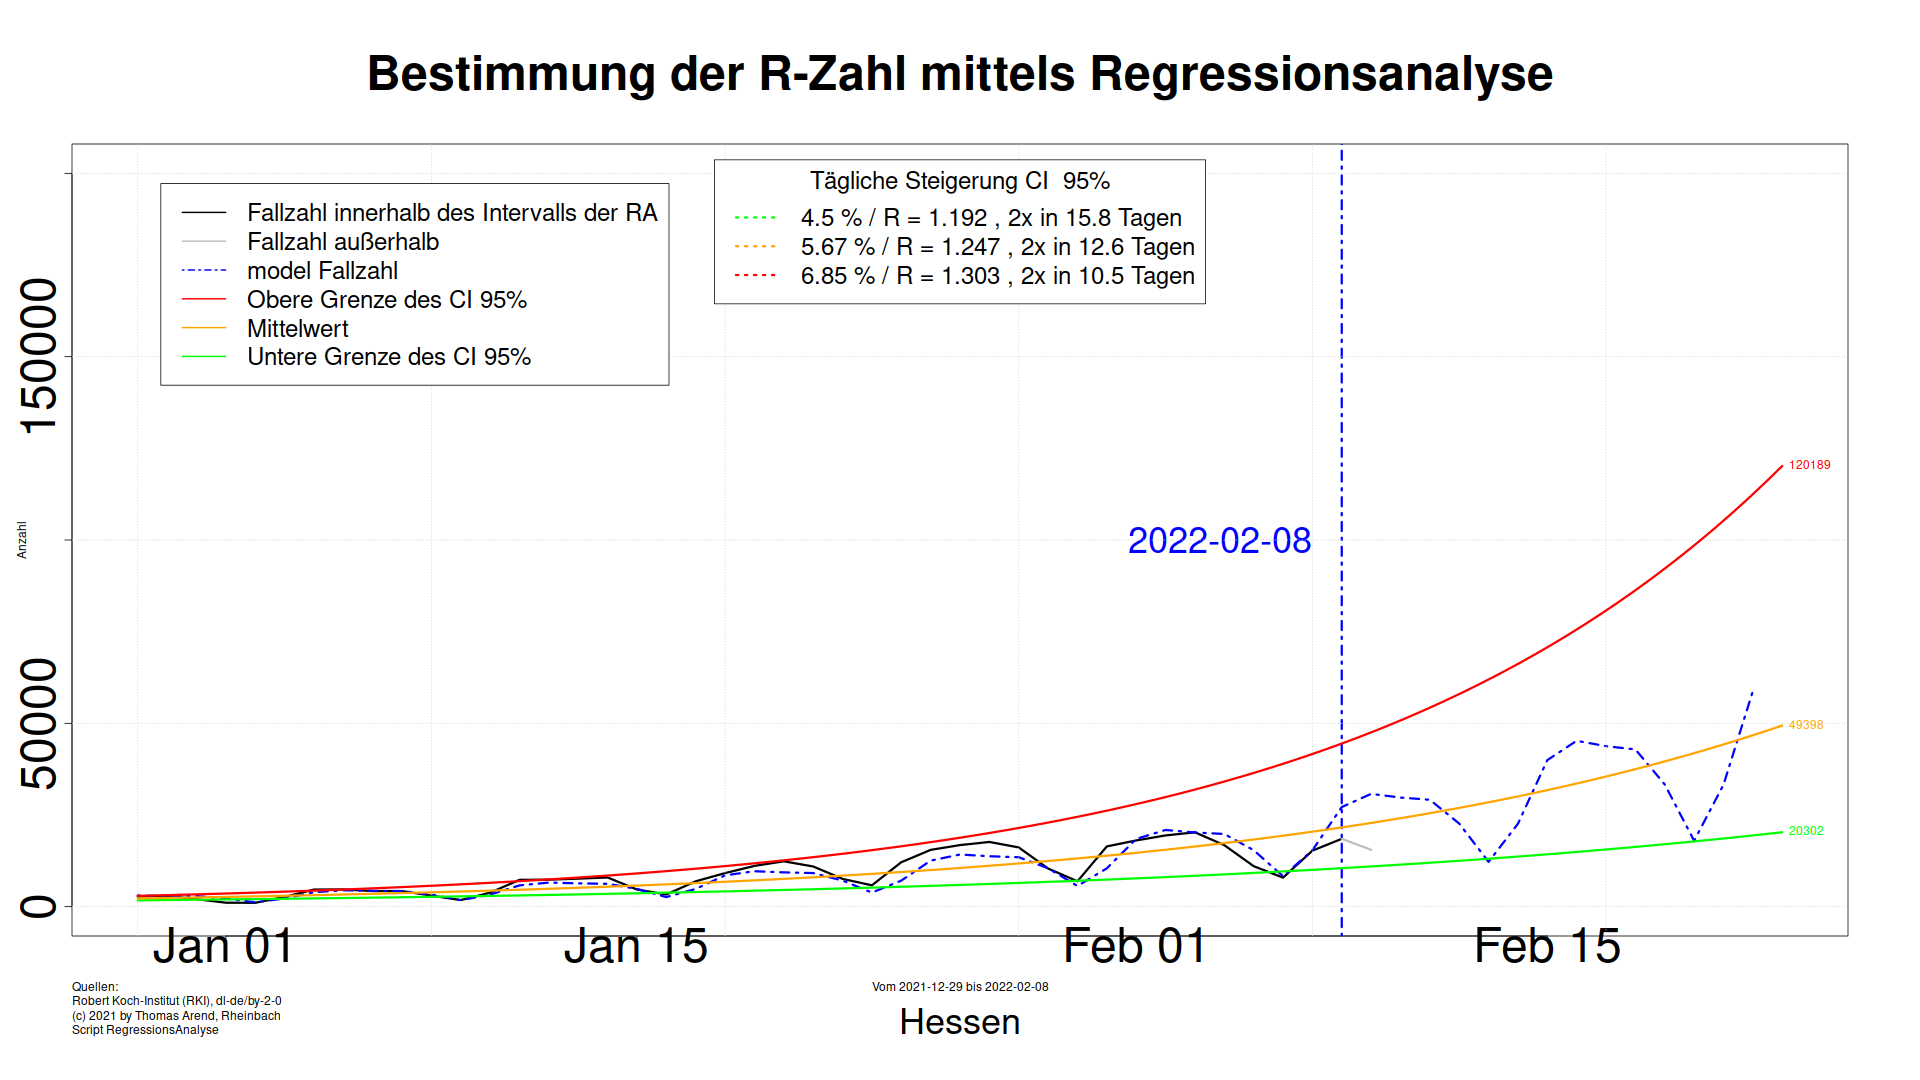 Bestimmung der R-Zahl mittels Regressionsanalyse
Fallzahl innerhalb des Intervalls der RA
Fallzahl außerhalb
model Fallzahl
Obere Grenze des CI 95%
Mittelwert
Untere Grenze des CI 95%
Tägliche Steigerung CI  95%
4.5 % / R = 1.192 , 2x in 15.8 Tagen
5.67 % / R = 1.247 , 2x in 12.6 Tagen
6.85 % / R = 1.303 , 2x in 10.5 Tagen
150000
50000
0
Anzahl
2022-02-08
120189
49398
20302
Jan 01
Jan 15
Feb 01
Feb 15
Quellen:
Robert Koch-Institut (RKI), dl-de/by-2-0
(c) 2021 by Thomas Arend, Rheinbach
Script RegressionsAnalyse
Vom 2021-12-29 bis 2022-02-08
Hessen